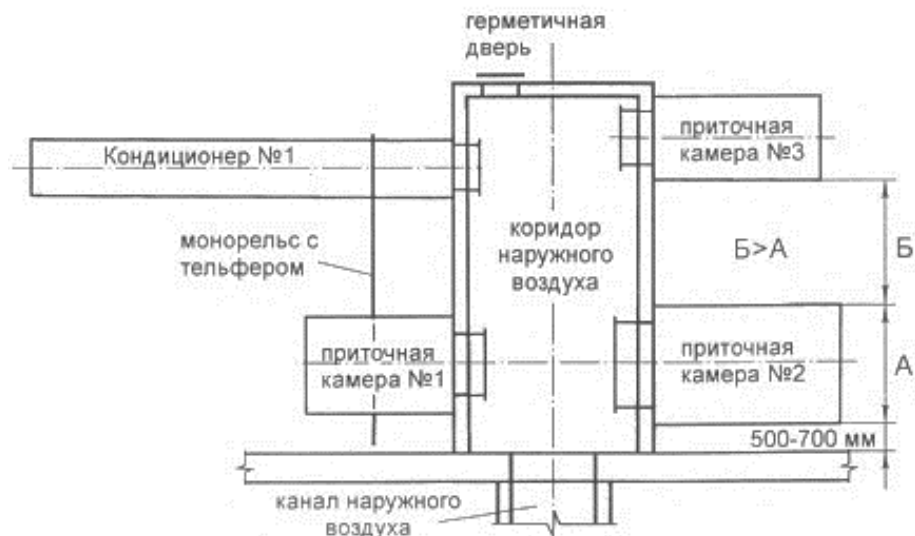 герметичная
дверь
Кондиционер №1
приточная
камера №3
монорельс с
тельфером
коридор
наружного
воздуха
Б>А
Б
приточная
камера №1
приточная
камера №2
А
500-700 мм
канал наружного
воздуха